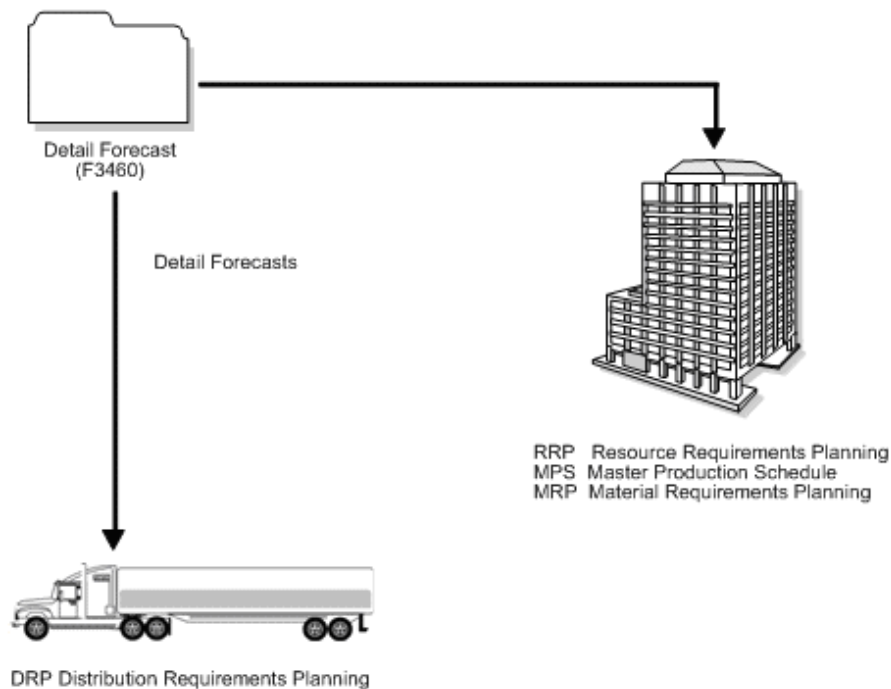 Detail Forecast
(F3460)
Detail Forecasts
RRP Resource Requirements Planning
MPS Master Production Schedule
MRP Material Requirements Planning
DRP Distribution Requirements Planning